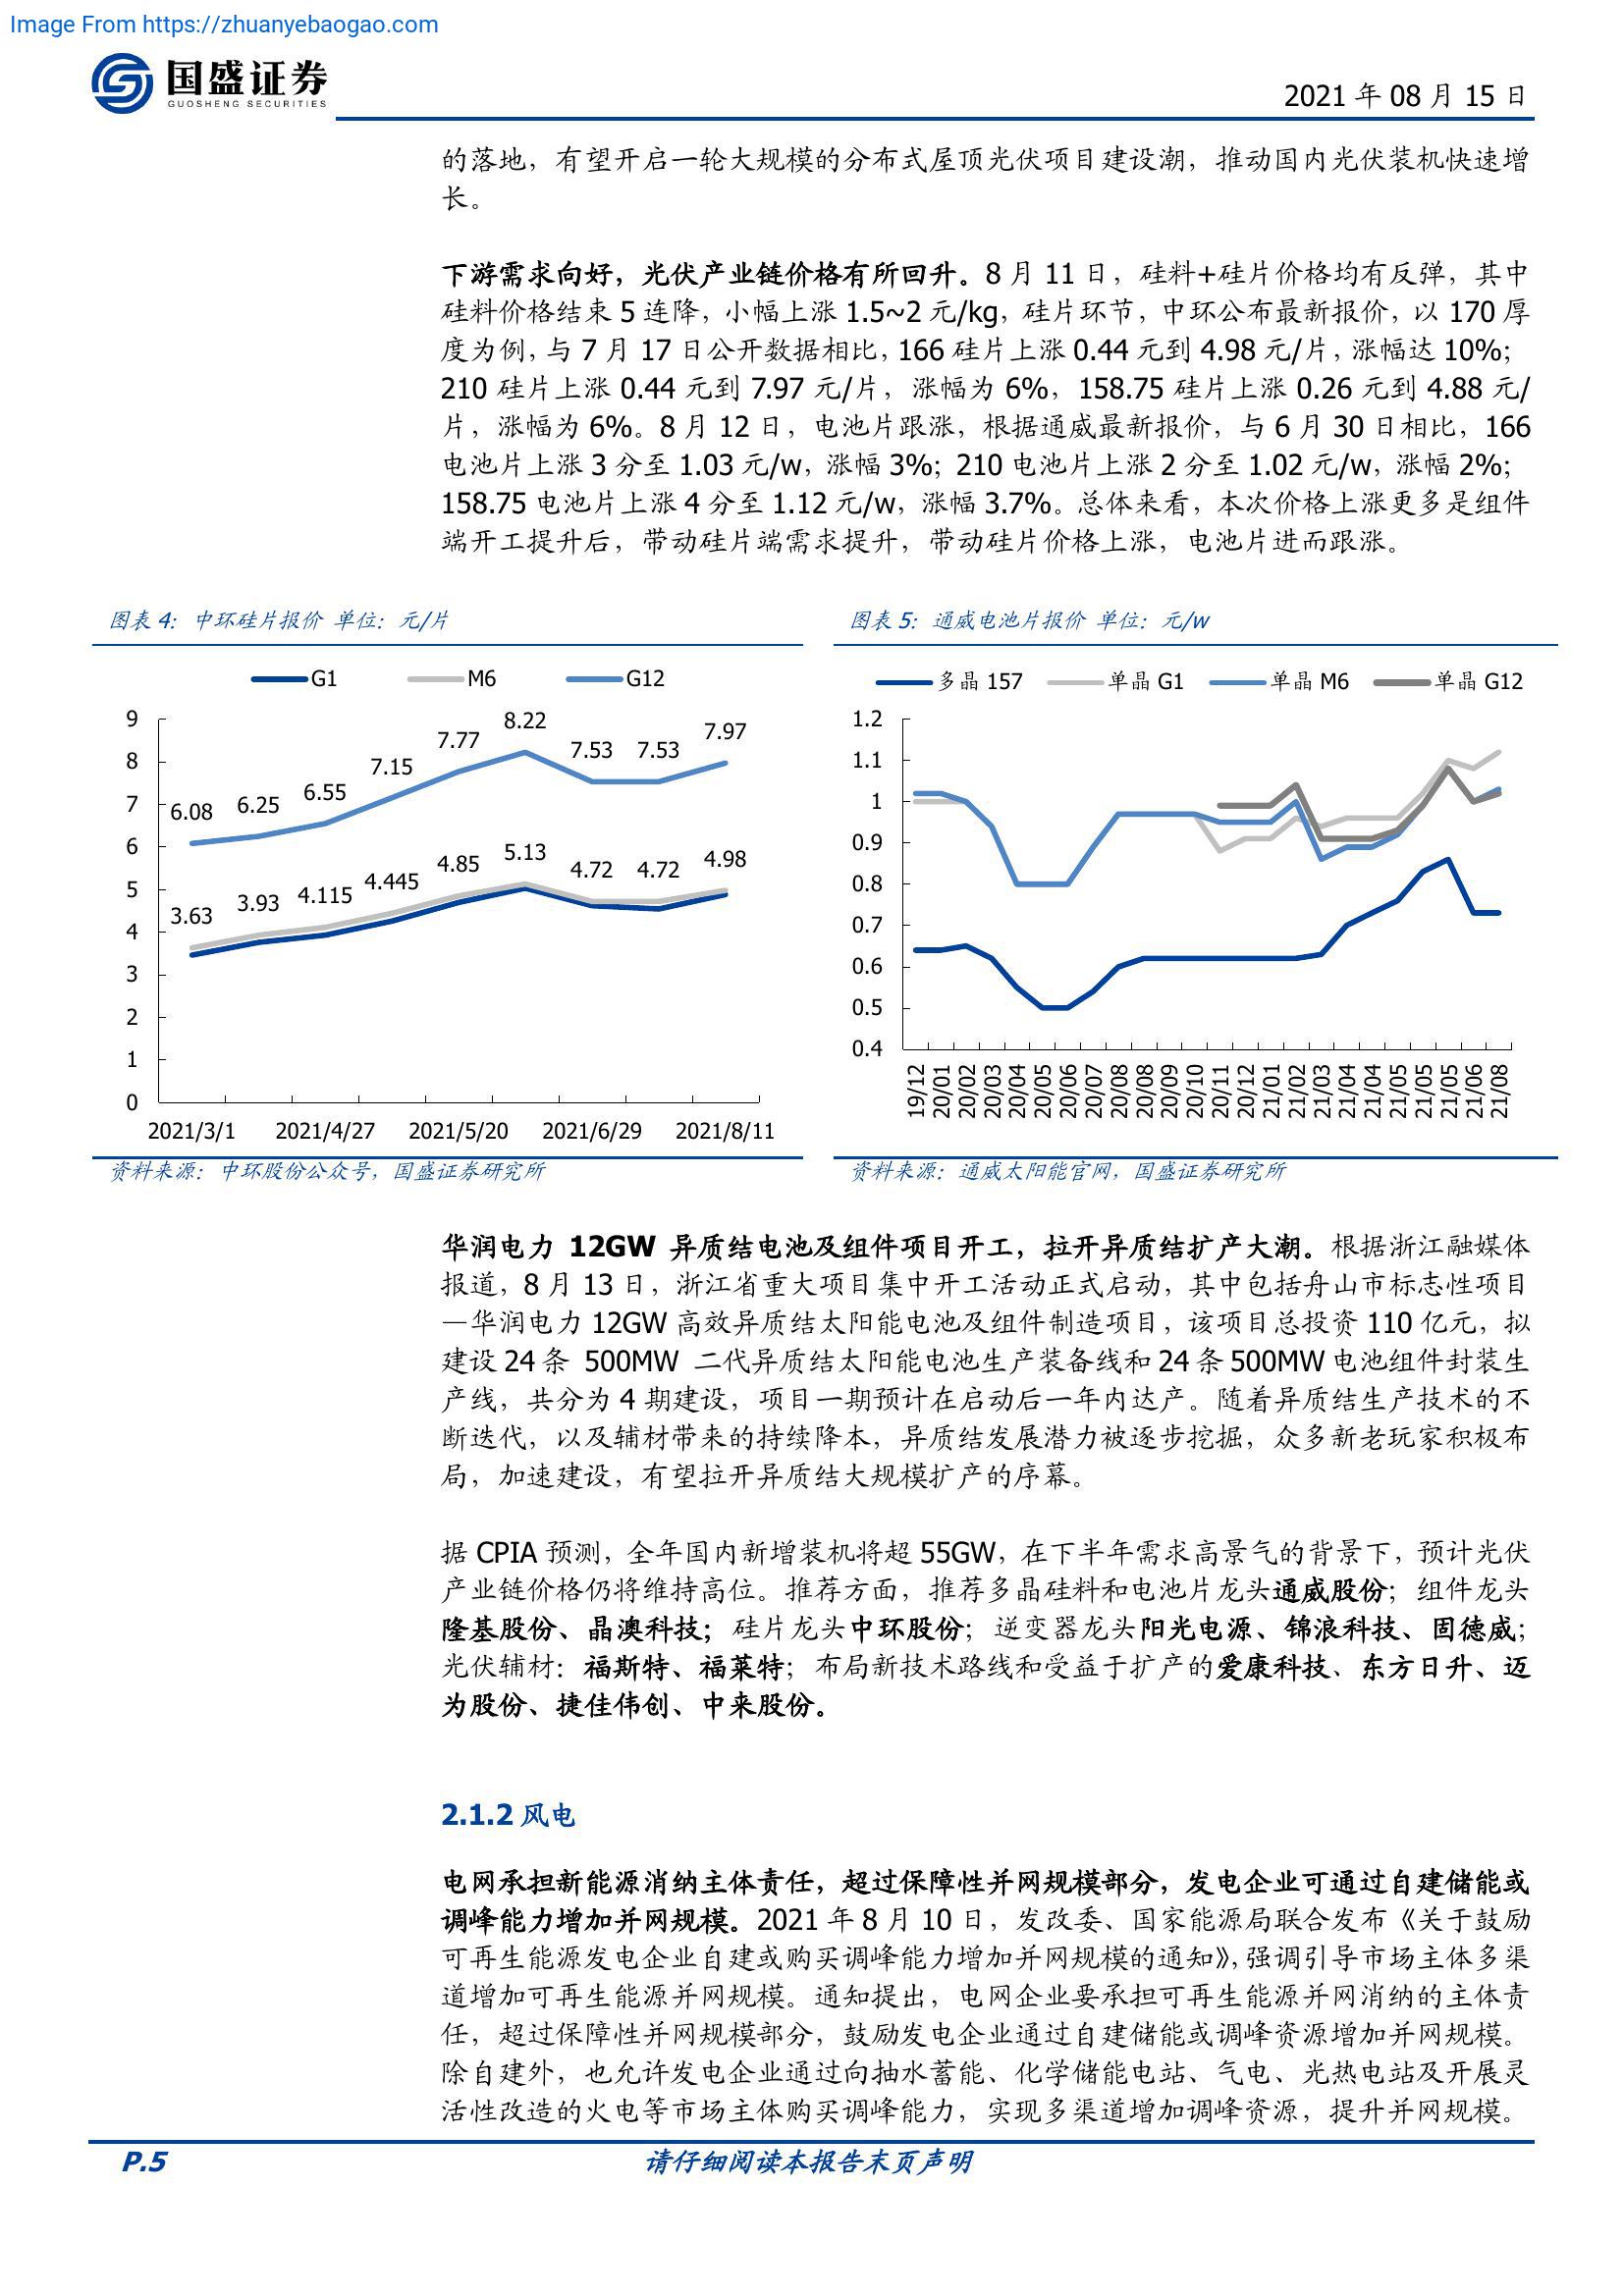 Image From https://zhuanyebaogao.com
国盛证券
GUOSHENG SECURITIES
2021 年 08 月 15 日
的落地，有望开启一轮大规模的分布式屋顶光伏项目建设潮，推动国内光伏装机快速增
长。
下游需求向好，光伏产业链价格有所回升。8 月 11 日，硅料+硅片价格均有反弹，其中
硅料价格结束 5 连降，小幅上涨 1.5~2 元/kg，硅片环节，中环公布最新报价，以 170 厚
度为例，与 7 月 17 日公开数据相比，166 硅片上涨 0.44 元到 4.98 元/片，涨幅达 10%；
210 硅片上涨 0.44 元到 7.97 元/片，涨幅为 6%，158.75 硅片上涨 0.26 元到 4.88 元/
片，涨幅为 6%。8 月 12 日，电池片跟涨，根据通威最新报价，与 6 月 30 日相比，166
电池片上涨 3 分至 1.03 元/w，涨幅 3%；210 电池片上涨 2 分至 1.02 元/w，涨幅 2%；
158.75 电池片上涨 4 分至 1.12 元/w，涨幅 3.7%。总体来看，本次价格上涨更多是组件
端开工提升后，带动硅片端需求提升，带动硅片价格上涨，电池片进而跟涨。
图表 4：中环硅片报价 单位：元/片
G1 M6 G12
9
8
7
6
5
4
3
2
1
0
6.08 6.25 6.55 7.15 7.77 8.22 7.53 7.53 7.97
3.63 3.93 4.115 4.445 4.85 5.13 4.72 4.72 4.98
2021/3/1 2021/4/27 2021/5/20 2021/6/29 2021/8/11
资料来源：中环股份公众号，国盛证券研究所
图表 5：通威电池片报价 单位：元/w
多晶 157 单晶 G1 单晶 M6 单晶 G12
1.2
1.1
1
0.9
0.8
0.7
0.6
0.5
0.4
19/12 20/01 20/02 20/03 20/04 20/05 20/06 20/07 20/08 20/08 20/09 20/10 20/11 20/12 21/01 21/02 21/03 21/04 21/04 21/05 21/05 21/05 21/06 21/08
资料来源：通威太阳能官网，国盛证券研究所
华润电力 12GW 异质结电池及组件项目开工，拉开异质结扩产大潮。根据浙江融媒体
报道，8 月 13 日，浙江省重大项目集中开工活动正式启动，其中包括舟山市标志性项目
—华润电力 12GW 高效异质结太阳能电池及组件制造项目，该项目总投资 110 亿元，拟
建设 24 条 500MW 二代异质结太阳能电池生产装备线和 24 条 500MW 电池组件封装生
产线，共分为 4 期建设，项目一期预计在启动后一年内达产。随着异质结生产技术的不
断迭代，以及辅材带来的持续降本，异质结发展潜力被逐步挖掘，众多新老玩家积极布
局，加速建设，有望拉开异质结大规模扩产的序幕。
据 CPIA 预测，全年国内新增装机将超 55GW，在下半年需求高景气的背景下，预计光伏
产业链价格仍将维持高位。推荐方面，推荐多晶硅料和电池片龙头通威股份；组件龙头
隆基股份、晶澳科技；硅片龙头中环股份；逆变器龙头阳光电源、锦浪科技、固德威；
光伏辅材：福斯特、福莱特；布局新技术路线和受益于扩产的爱康科技、东方日升、迈
为股份、捷佳伟创、中来股份。
2.1.2 风电
电网承担新能源消纳主体责任，超过保障性并网规模部分，发电企业可通过自建储能或
调峰能力增加并网规模。2021 年 8 月 10 日，发改委、国家能源局联合发布《关于鼓励
可再生能源发电企业自建或购买调峰能力增加并网规模的通知》，强调引导市场主体多渠
道增加可再生能源并网规模。通知提出，电网企业要承担可再生能源并网消纳的主体责
任，超过保障性并网规模部分，鼓励发电企业通过自建储能或调峰资源增加并网规模。
除自建外，也允许发电企业通过向抽水蓄能、化学储能电站、气电、光热电站及开展灵
活性改造的火电等市场主体购买调峰能力，实现多渠道增加调峰资源，提升并网规模。
P.5
请仔细阅读本报告末页声明